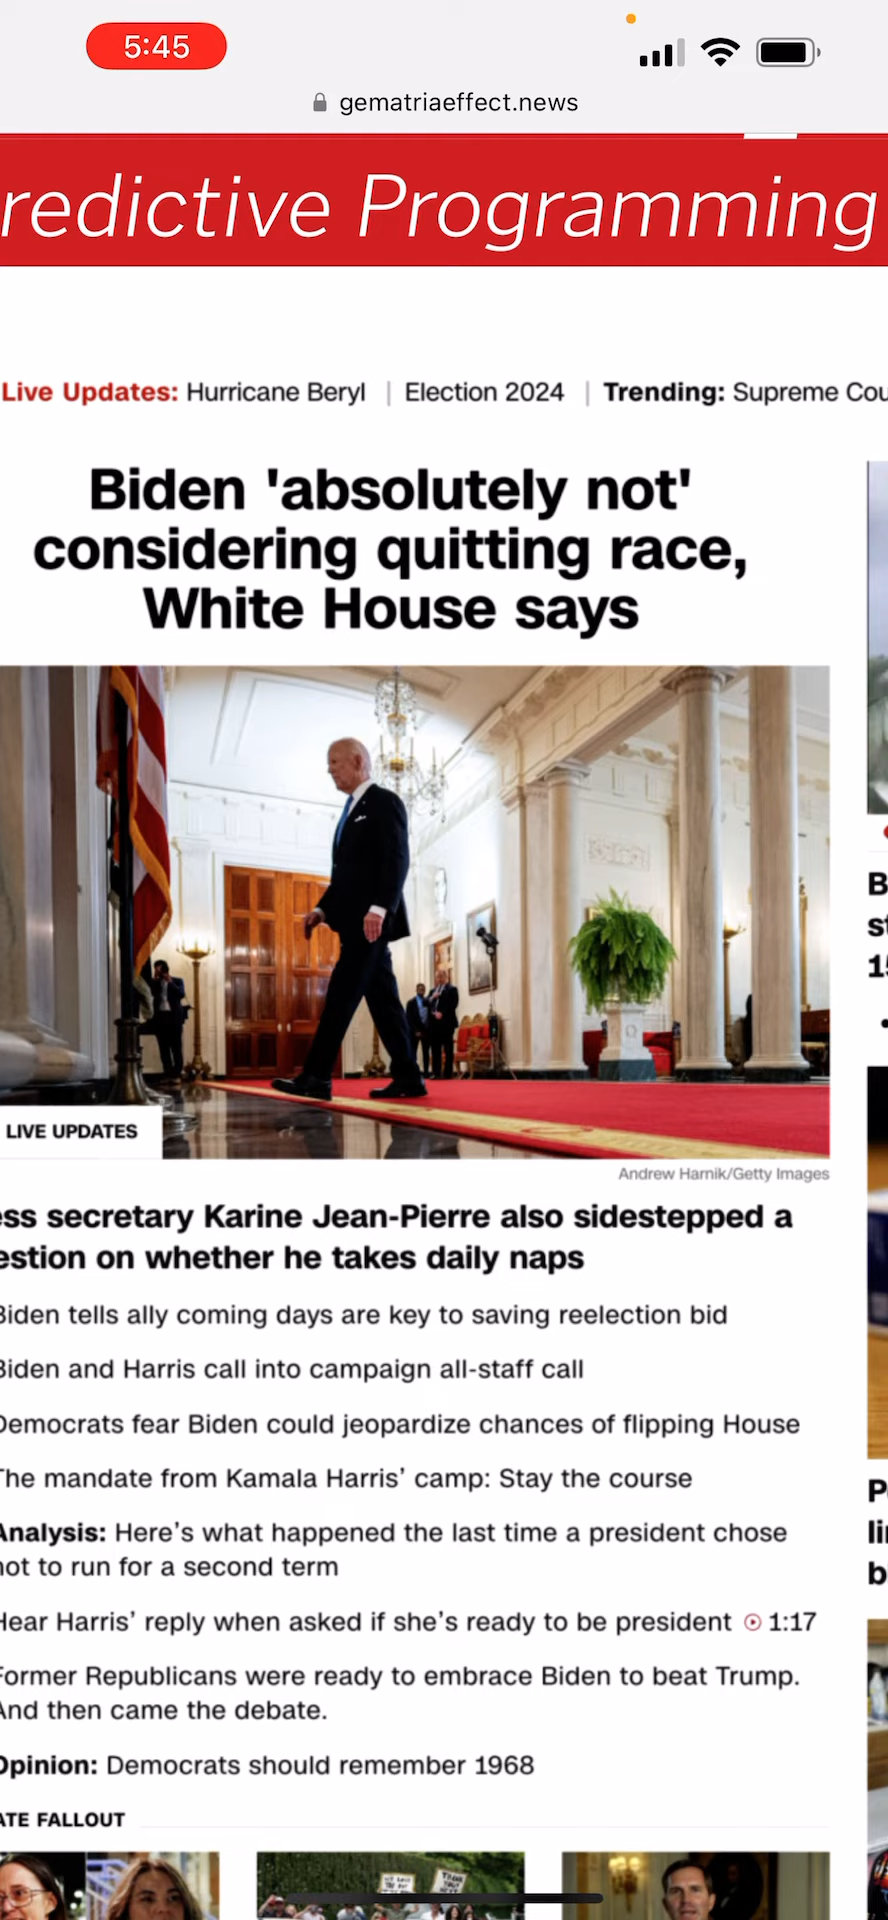 5:45
gematriaeffect.news
redictive Programming
Live Updates: Hurricane Beryl | Election 2024 | Trending: Supreme Cou
Biden 'absolutely not'
considering quitting race,
White House says
LIVE UPDATES
Andrew Harnik/Getty Images
ess secretary Karine Jean-Pierre also sidestepped a
estion on whether he takes daily naps
Biden tells ally coming days are key to saving reelection bid
Biden and Harris call into campaign all-staff call
Democrats fear Biden could jeopardize chances of flipping House
The mandate from Kamala Harris’ camp: Stay the course
Analysis: Here’s what happened the last time a president chose
not to run for a second term
Hear Harris’ reply when asked if she’s ready to be president 1:17
Former Republicans were ready to embrace Biden to beat Trump.
And then came the debate.
Opinion: Democrats should remember 1968
ATE FALLOUT
B
st
15
P
li
b